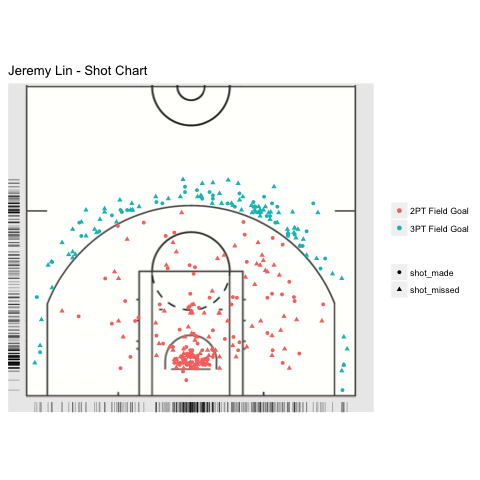 Jeremy Lin - Shot Chart
2PT Field Goal
3PT Field Goal
shot_made
shot_missed